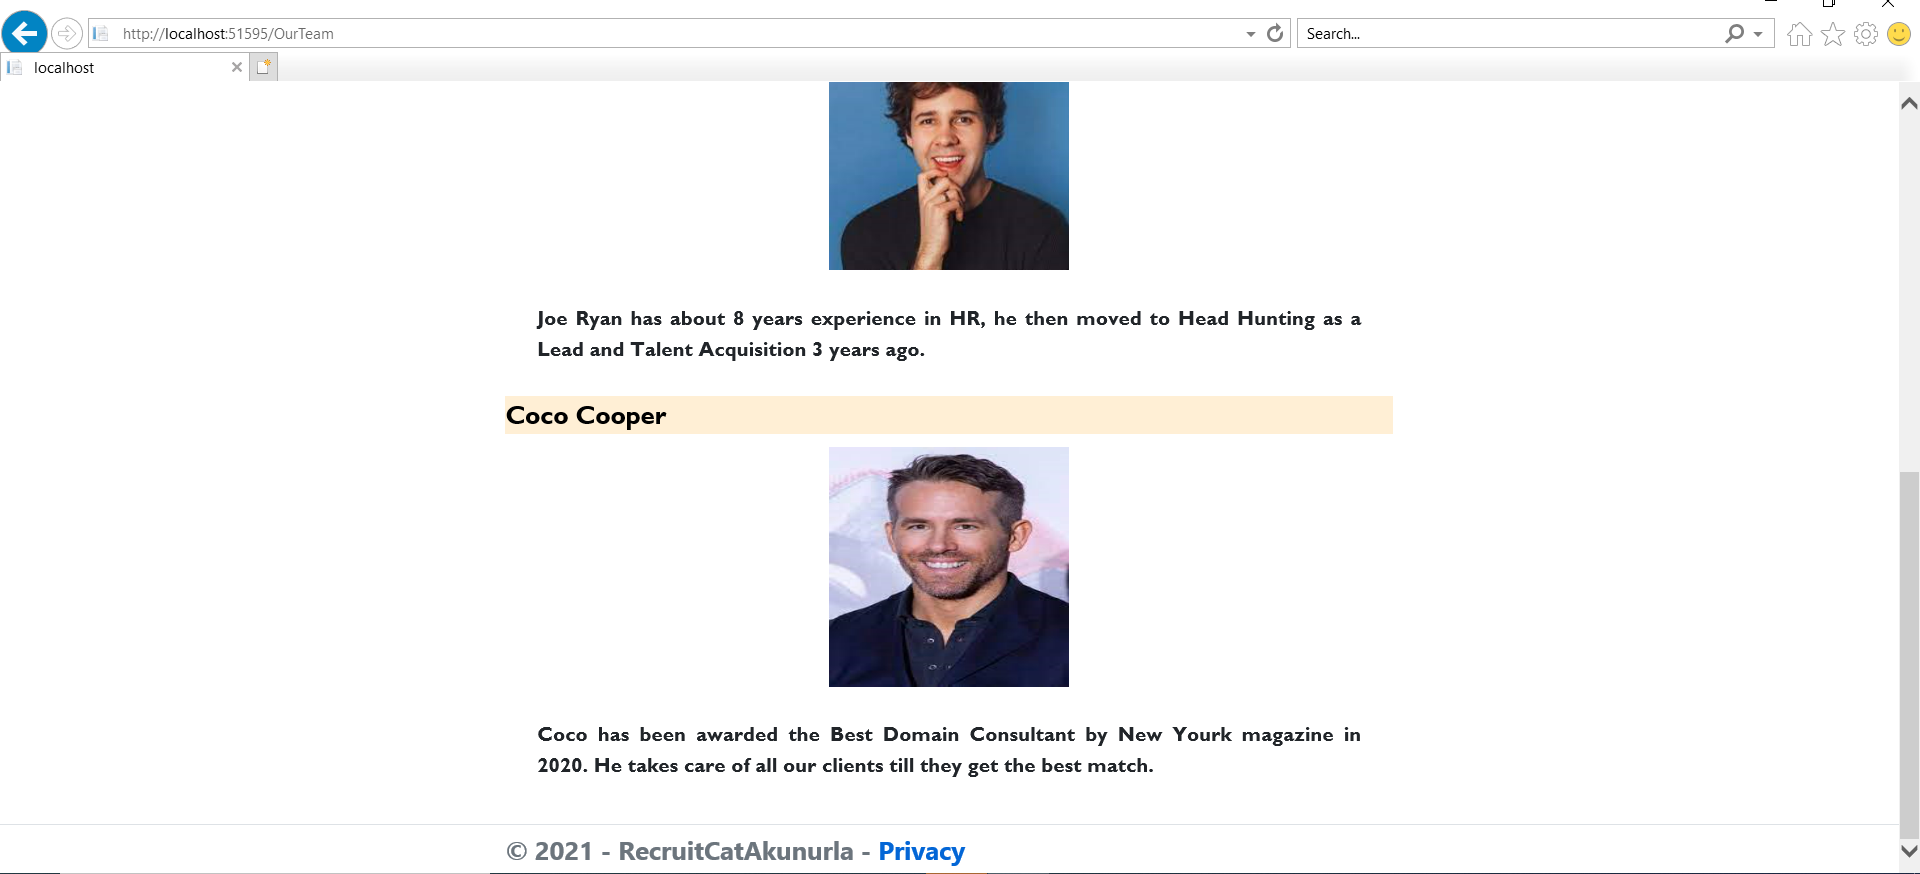 http://localhost:51595/OurTeam
Search...
localhost
Joe Ryan has about 8 years experience in HR, he then moved to Head Hunting as a
Lead and Talent Acquisition 3 years ago.
Coco Cooper
Coco has been awarded the Best Domain Consultant by New Yourk magazine in
2020. He takes care of all our clients till they get the best match.
© 2021 - RecruitCatAkunurla - Privacy